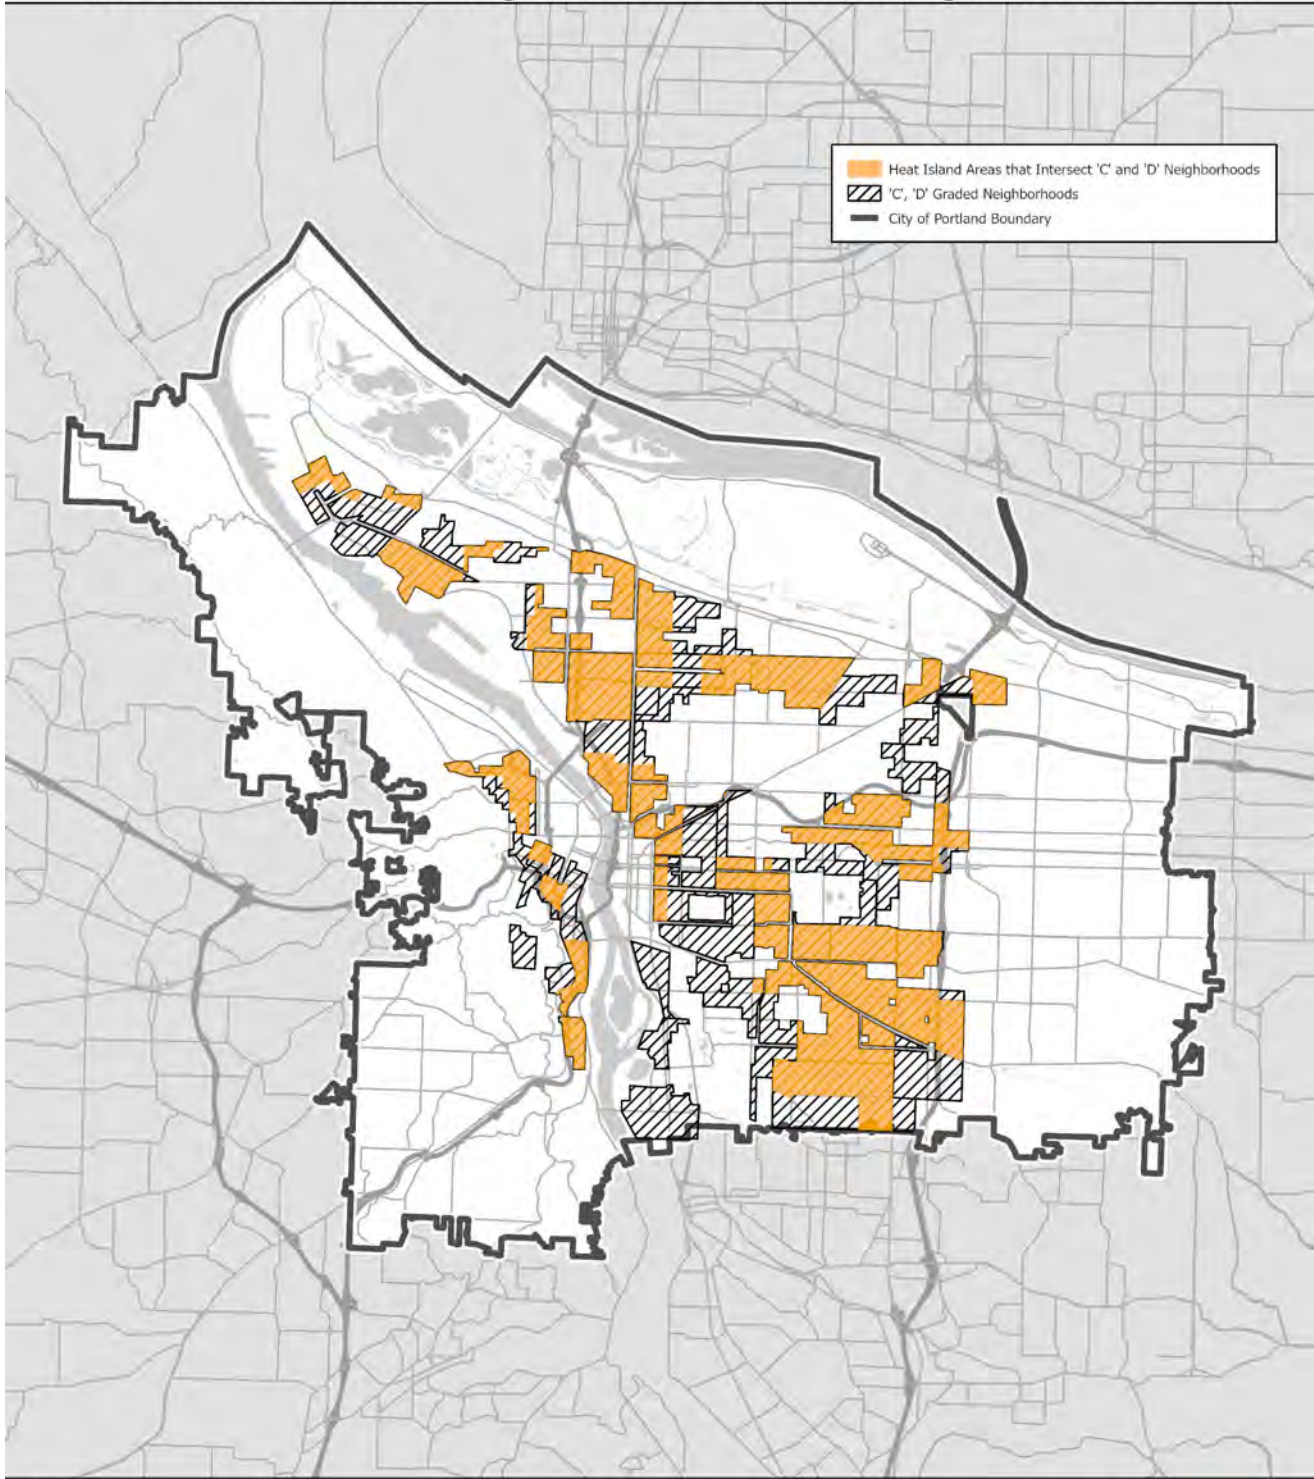 Heat Island Areas that Intersect 'C' and 'D' Neighborhoods
'C', 'D' Graded Neighborhoods
City of Portland Boundary